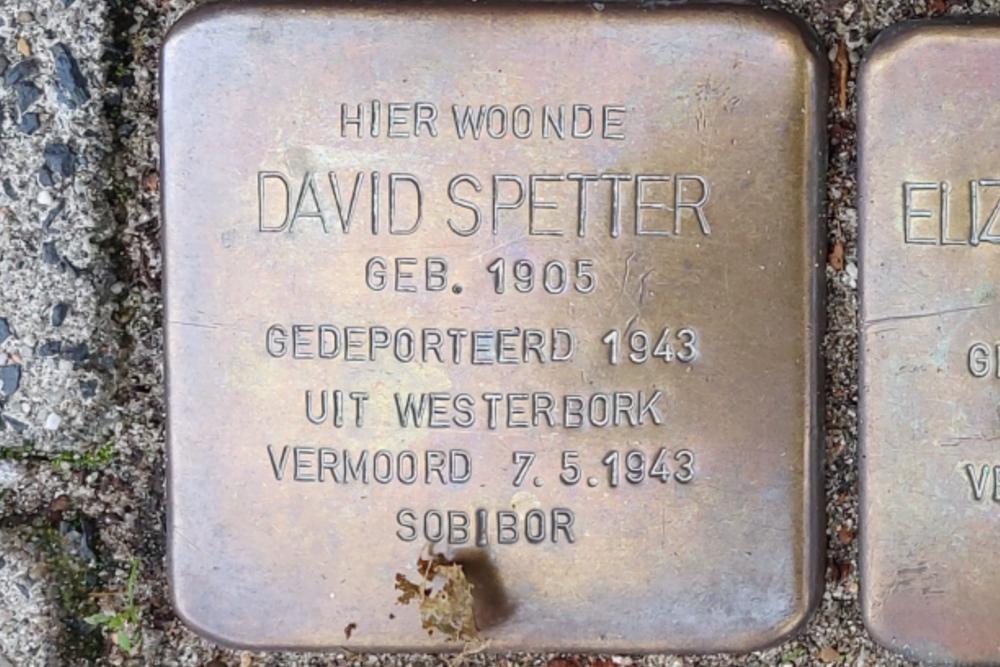 HIER WOONDE
DAVID SPETTER
GEB. 1905
GEDEPORTEERD 1943
UIT WESTERBORK
VERMOORD 7.5.1943
SOBIBOR